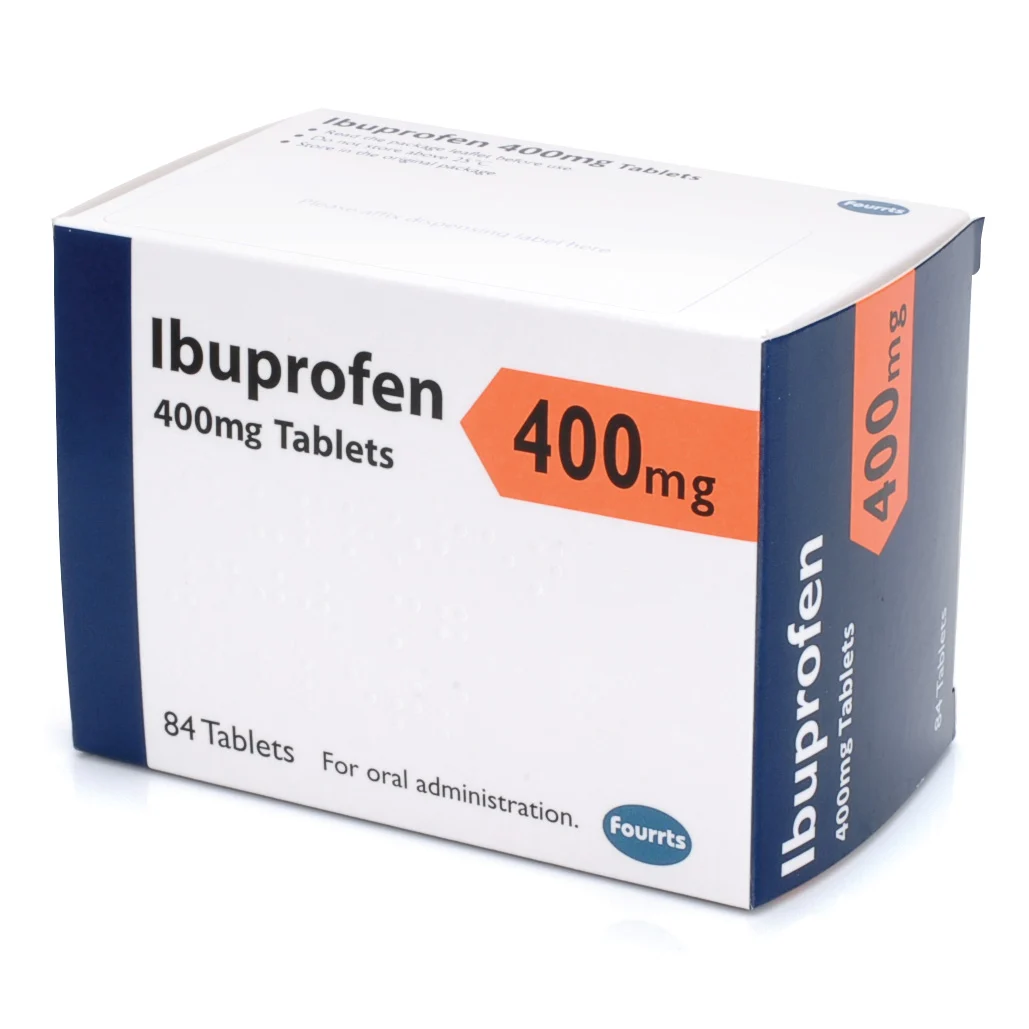 Ibuprofen 400mg Tablets
• Read the package leaflet before use
• Do not store above 25°C
• Store in the original package
Please affix dispensing label here
Fourrts
Ibuprofen
400mg Tablets
400mg
84 Tablets
For oral administration.
Fourrts
400mg
Ibuprofen
400mg Tablets
84 Tablets